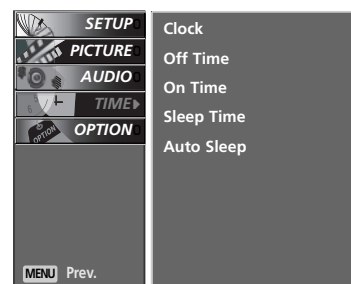 SETUP
PICTURE
AUDIO
TIME
OPTION
MENU Prev.
Clock
Off Time
On Time
Sleep Time
Auto Sleep